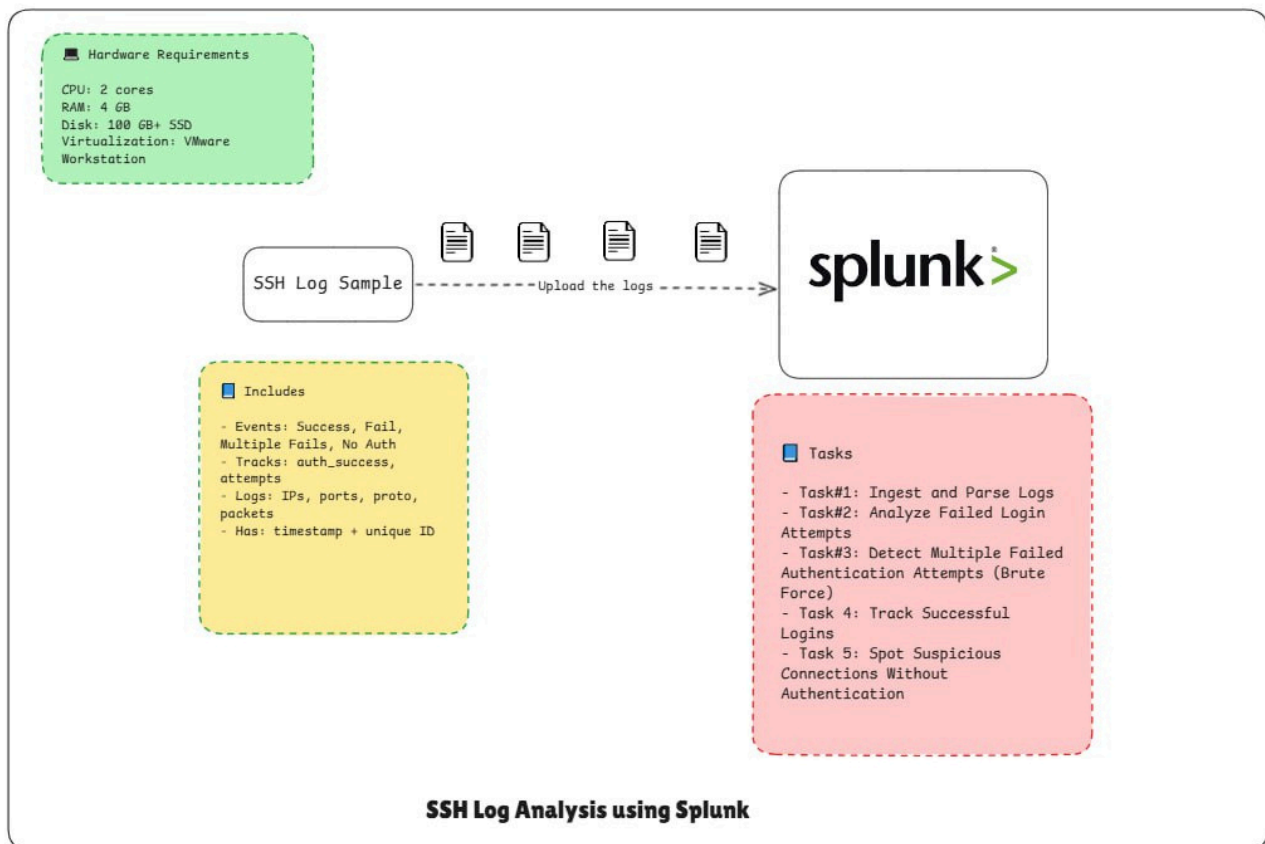 💻 Hardware Requirements
CPU: 2 cores
RAM: 4 GB
Disk: 100 GB+ SSD
Virtualization: VMware
Workstation
SSH Log Sample
Upload the logs
splunk>
📘 Includes
- Events: Success, Fail,
Multiple Fails, No Auth
- Tracks: auth_success,
attempts
- Logs: IPs, ports, proto,
packets
- Has: timestamp + unique ID
📘 Tasks
- Task#1: Ingest and Parse Logs
- Task#2: Analyze Failed Login
Attempts
- Task#3: Detect Multiple Failed
Authentication Attempts (Brute
Force)
- Task 4: Track Successful
Logins
- Task 5: Spot Suspicious
Connections Without
Authentication
SSH Log Analysis using Splunk